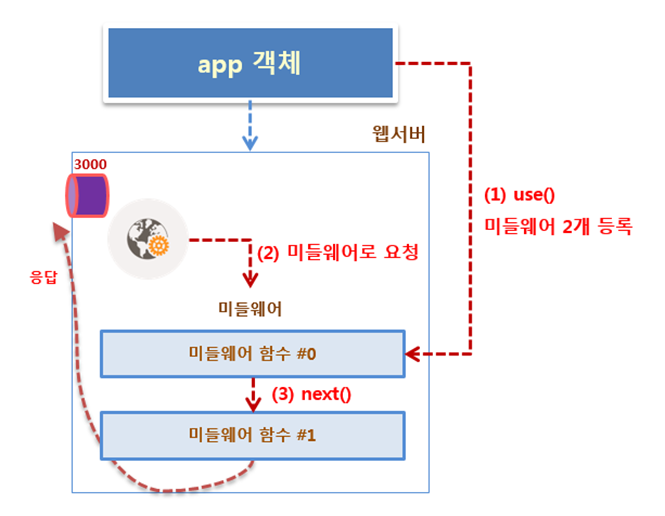 app 객체
웹서버
3000
(1) use()
미들웨어 2개 등록
(2) 미들웨어로 요청
응답
미들웨어
미들웨어 함수 #0
(3) next()
미들웨어 함수 #1